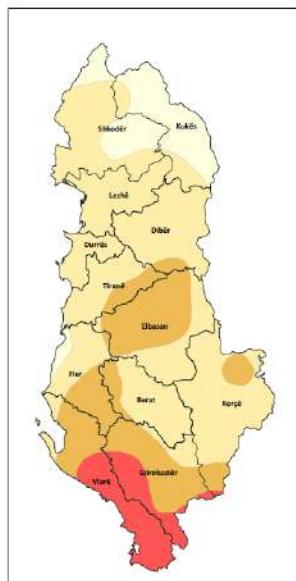 Shkodër
Kukës
Lezhë
Dibër
Durrës
Tiranë
Elbasan
Fier
Berat
Korçë
Vlorë
Gjirokastër